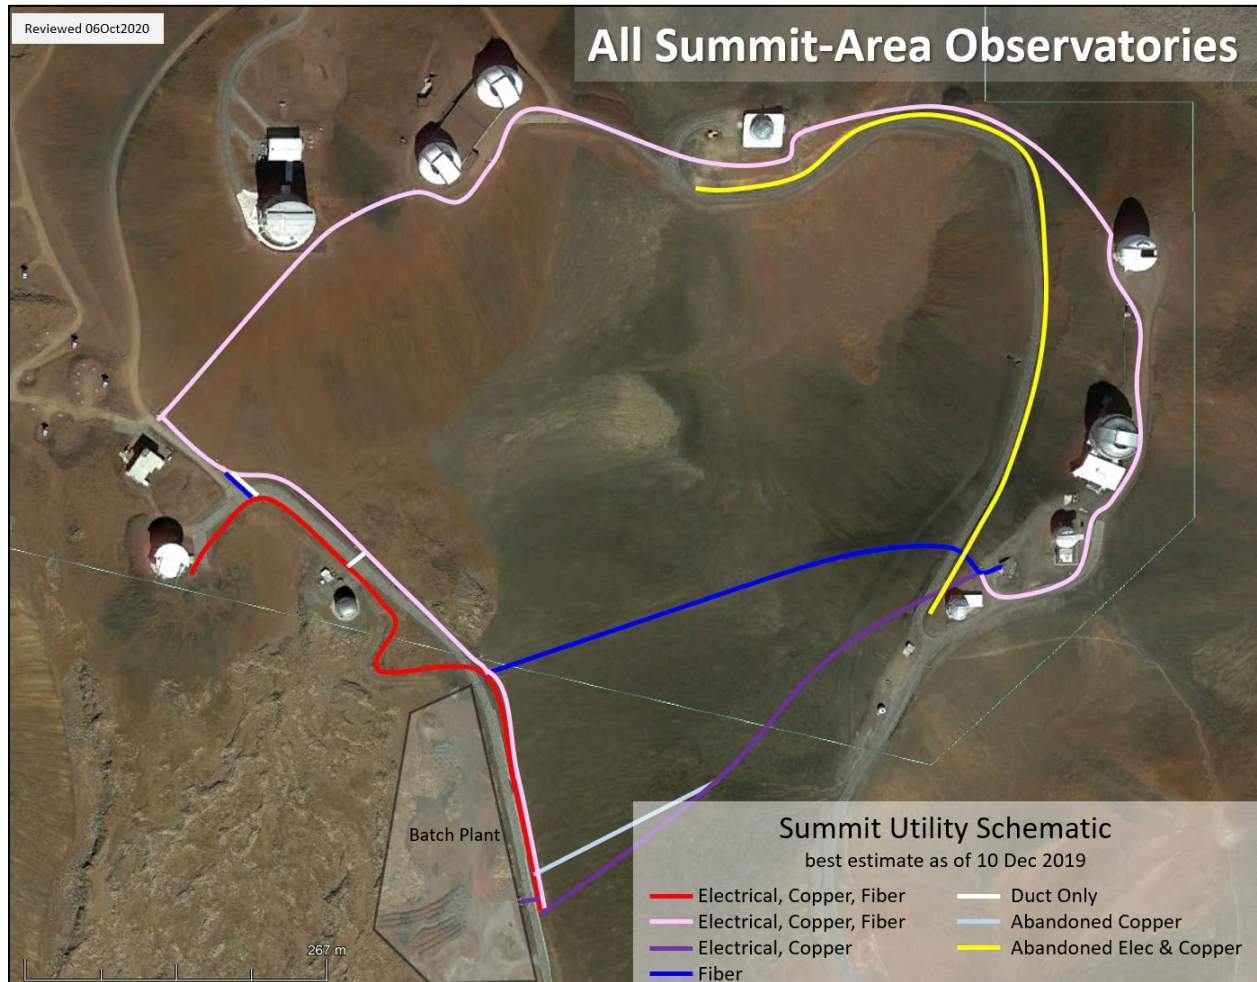 Reviewed 06Oct2020
All Summit-Area Observatories
Batch Plant
267 m
Summit Utility Schematic
best estimate as of 10 Dec 2019
Electrical, Copper, Fiber
Electrical, Copper, Fiber
Electrical, Copper
Fiber
Duct Only
Abandoned Copper
Abandoned Elec & Copper